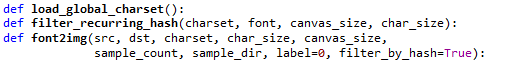 def load_global_charset():
def filter_recurring_hash(charset, font, canvas_size, char_size):
def font2img(src, dst, charset, char_size, canvas_size,
             sample_count, sample_dir, label=0, filter_by_hash=True):